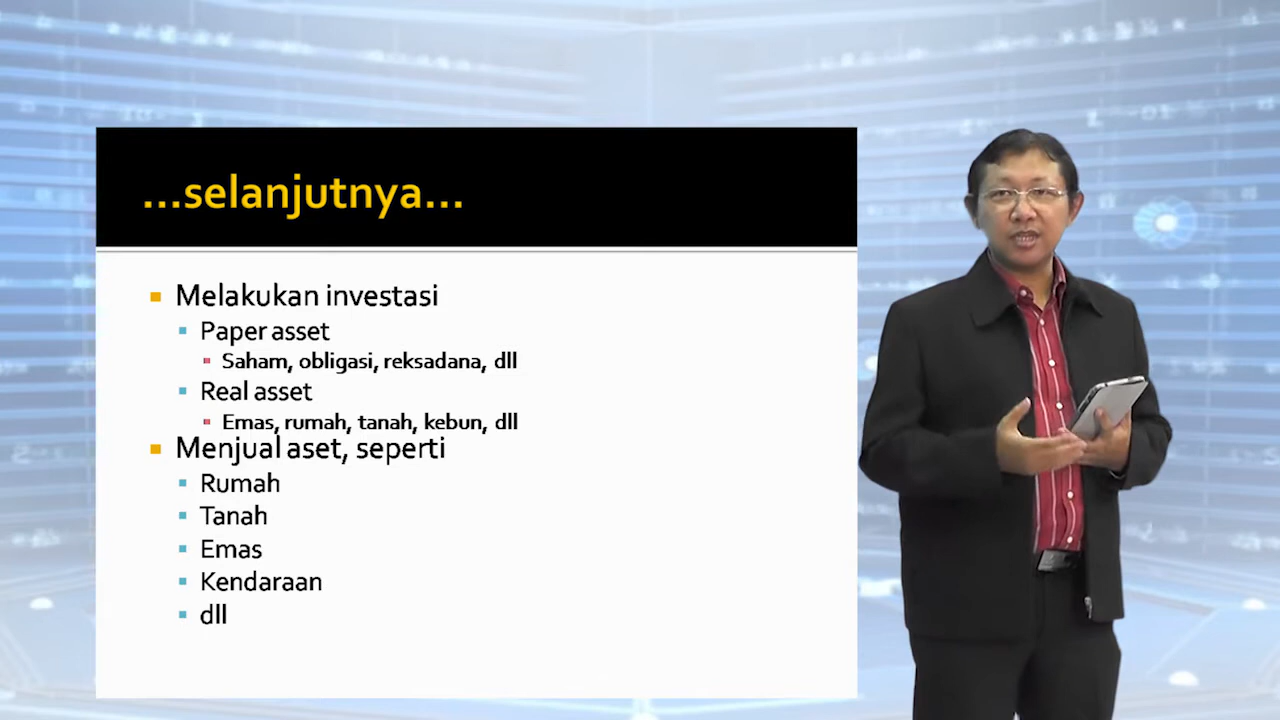 ...selanjutnya...
Melakukan investasi
Paper asset
Saham, obligasi, reksadana, dll
Real asset
Emas, rumah, tanah, kebun, dll
Menjual aset, seperti
Rumah
Tanah
Emas
Kendaraan
dll